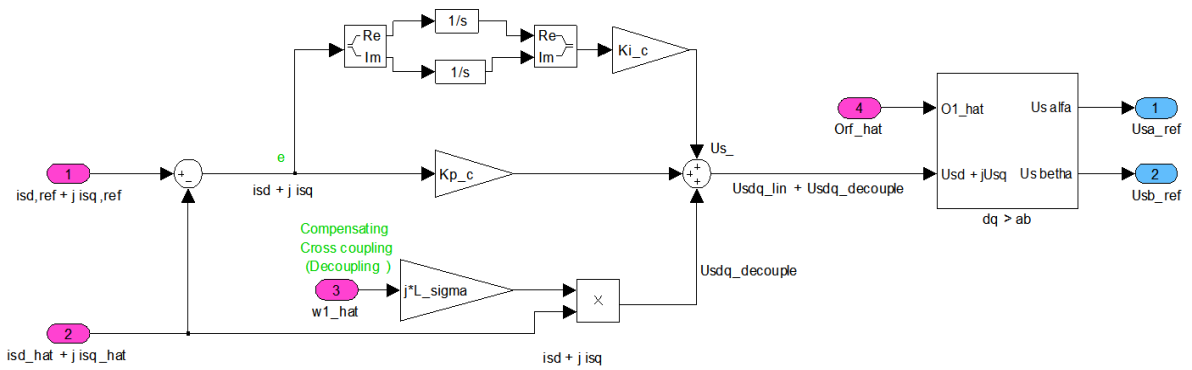 Re
Im
1/s
1/s
Re
Im
Ki_c
4
Orf_hat
O1_hat
Us alfa
Usd + jUsq
Us betha
dq > ab
1
Usa_ref
2
Usb_ref
1
isd,ref + j isq ,ref
+
−
e
isd + j isq
Kp_c
Us_
+
+
+
Usdq_lin + Usdq_decouple
Compensating
Cross coupling
(Decoupling )
3
w1_hat
j*L_sigma
×
Usdq_decouple
2
isd_hat + j isq _hat
isd + j isq